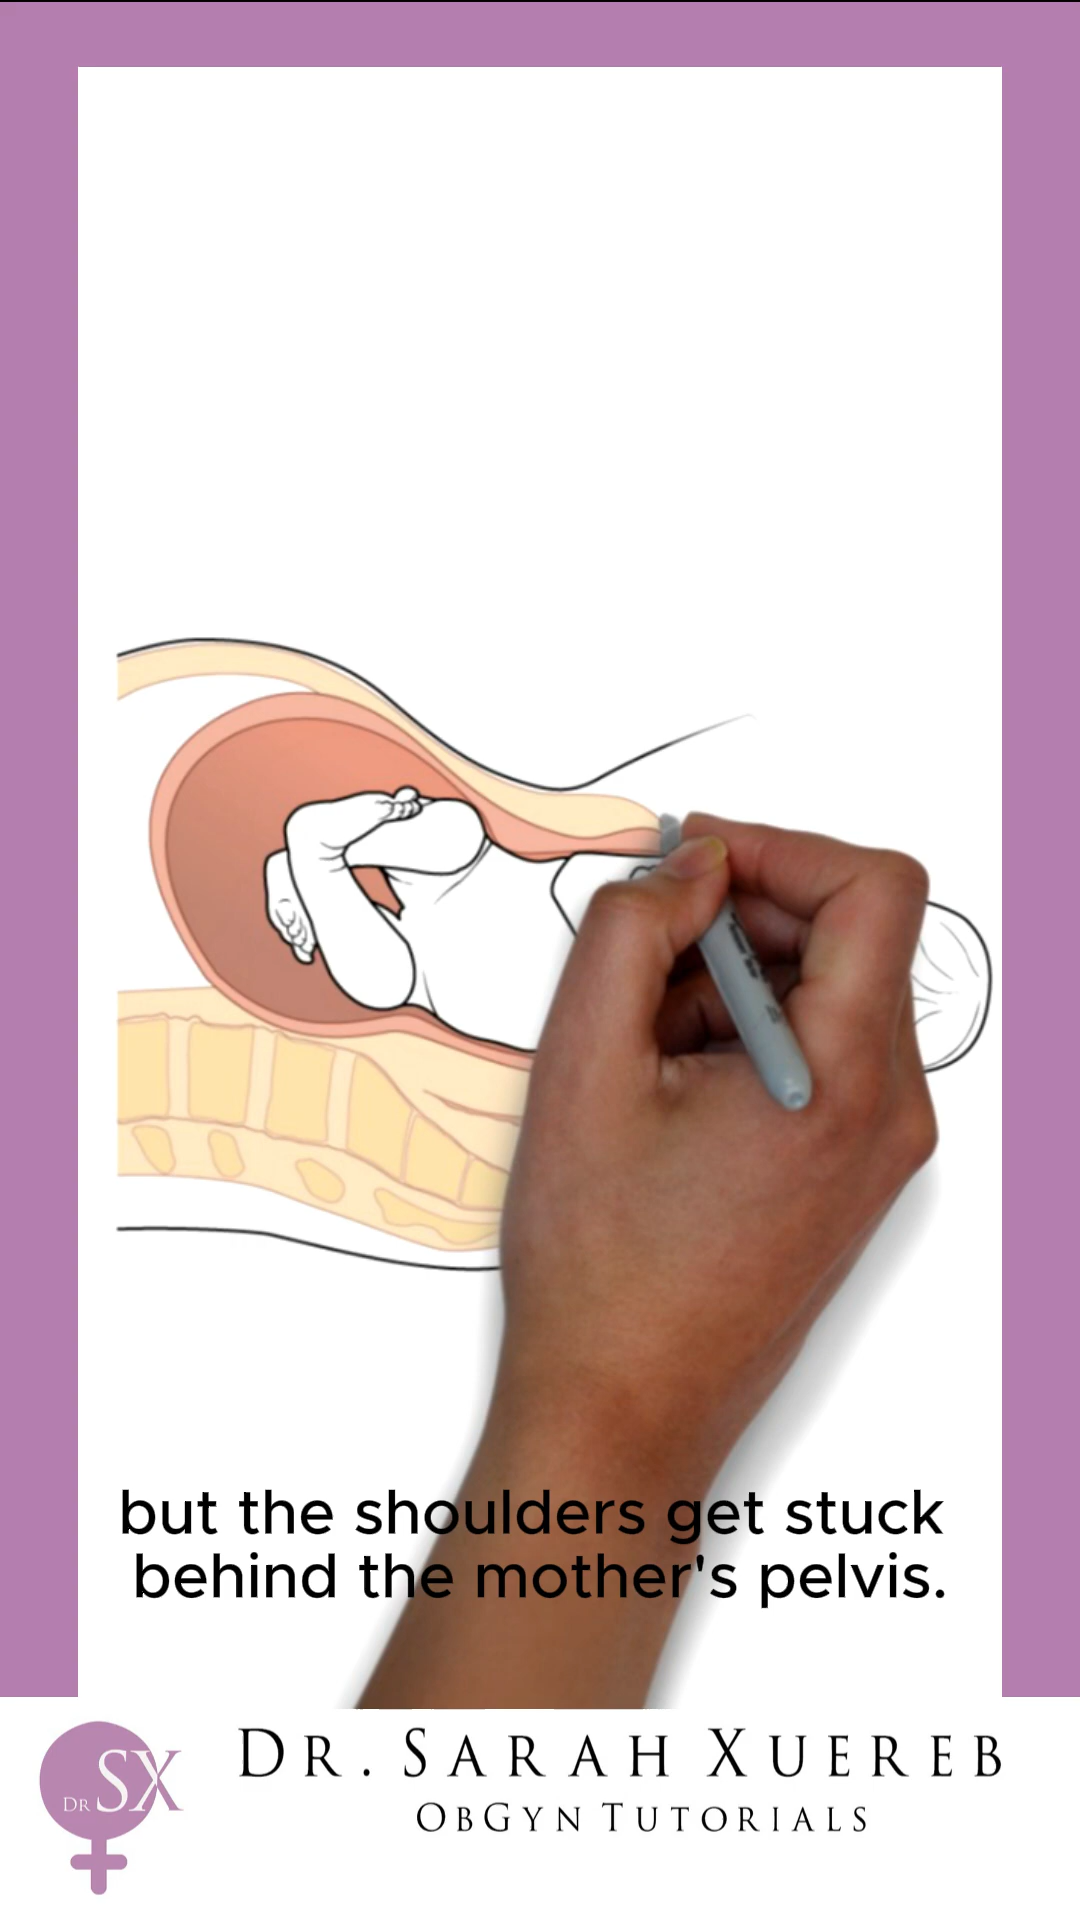 but the shoulders get stuck
behind the mother's pelvis.
DR SX
DR. SARAH XUEREB
OBGYN TUTORIALS